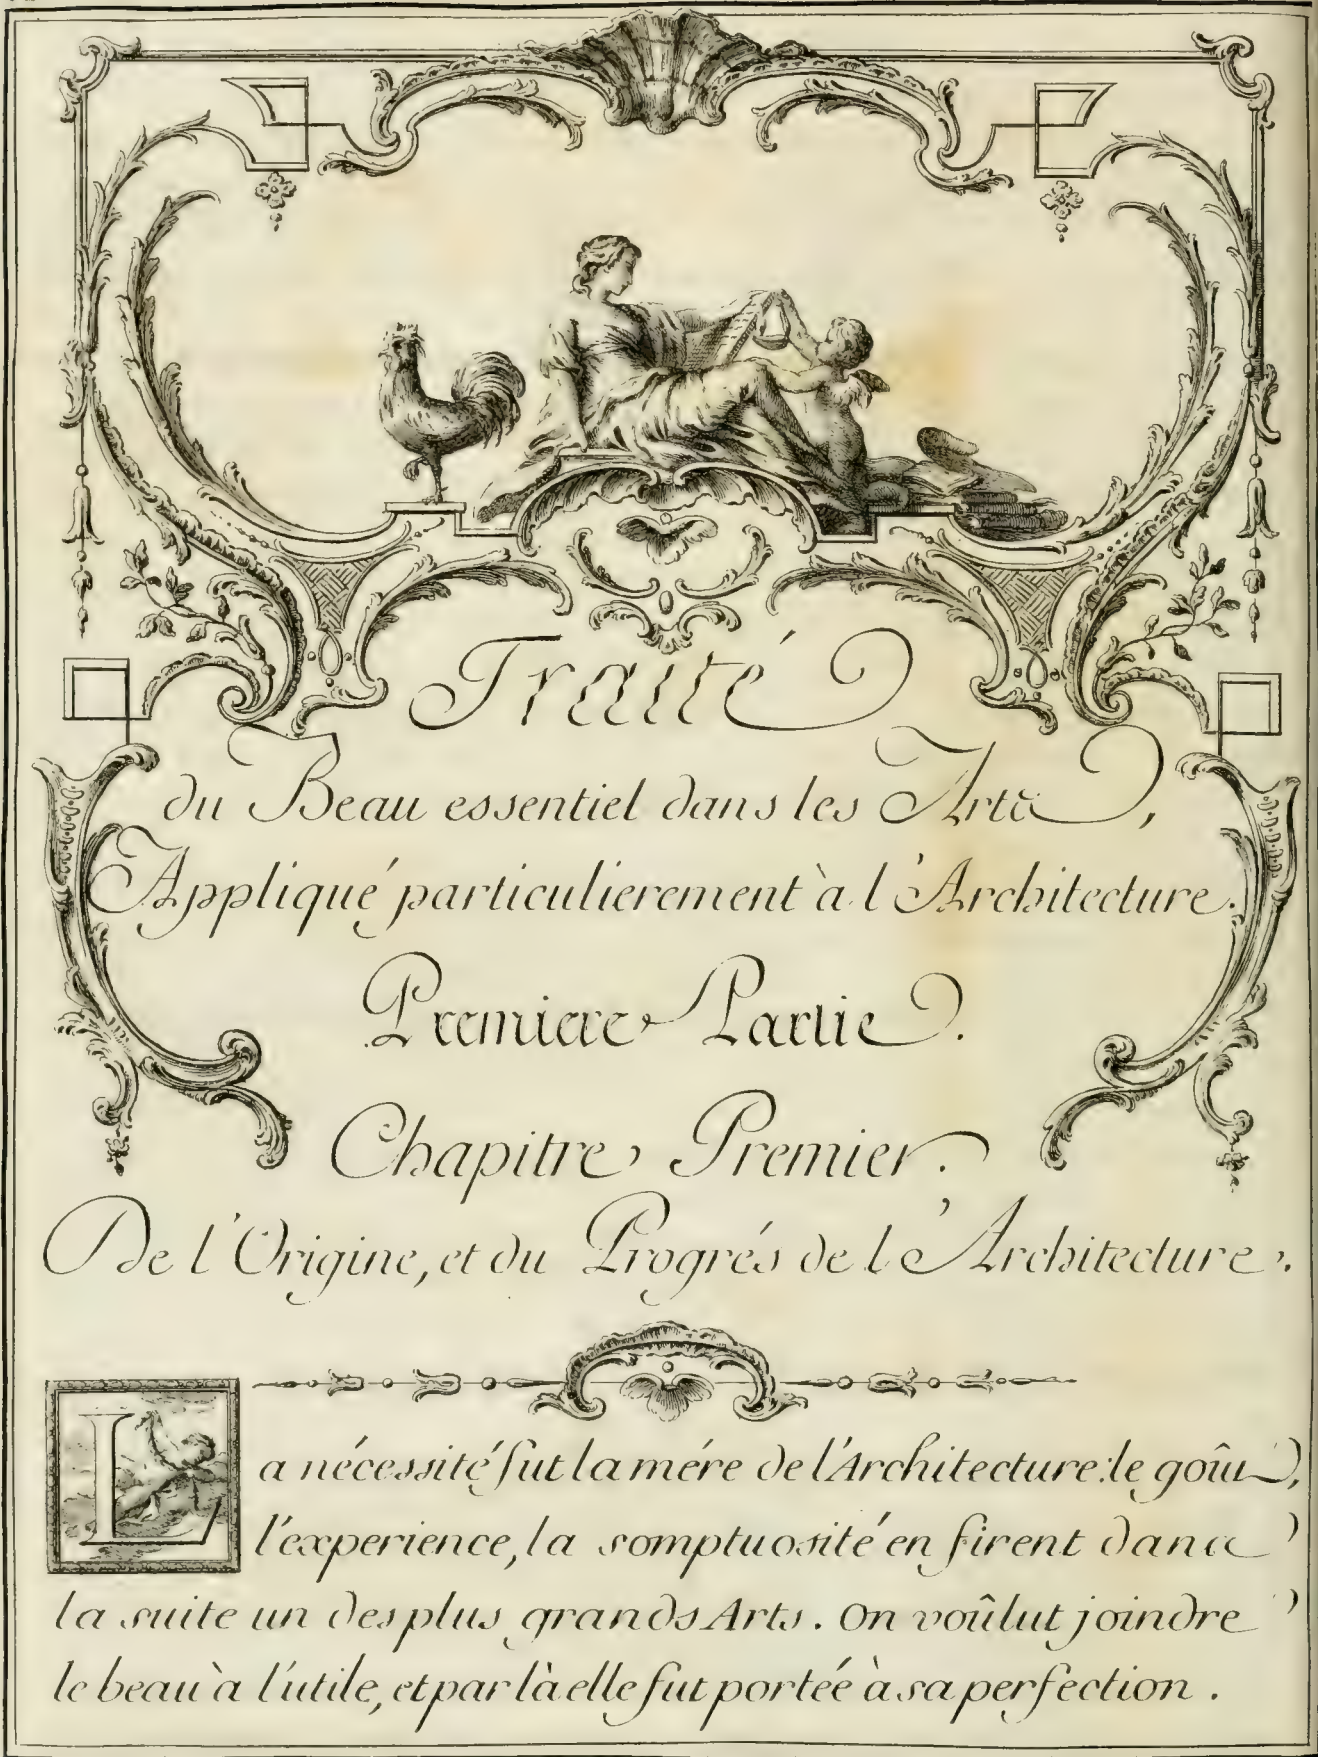 Traité
du Beau essentiel dans les Arts,
Appliqué particulierement à l'Architecture.
Premiere Partie.
Chapitre Premier.
De l'Origine, et du Progrés de l'Architecture.
La nécessité fut la mére de l'Architecture: le goût,
l'experience, la somptuosité en firent dans
la suite un des plus grands Arts. On voûlut joindre
le beau à l'utile, et par là elle fut portée à sa perfection.